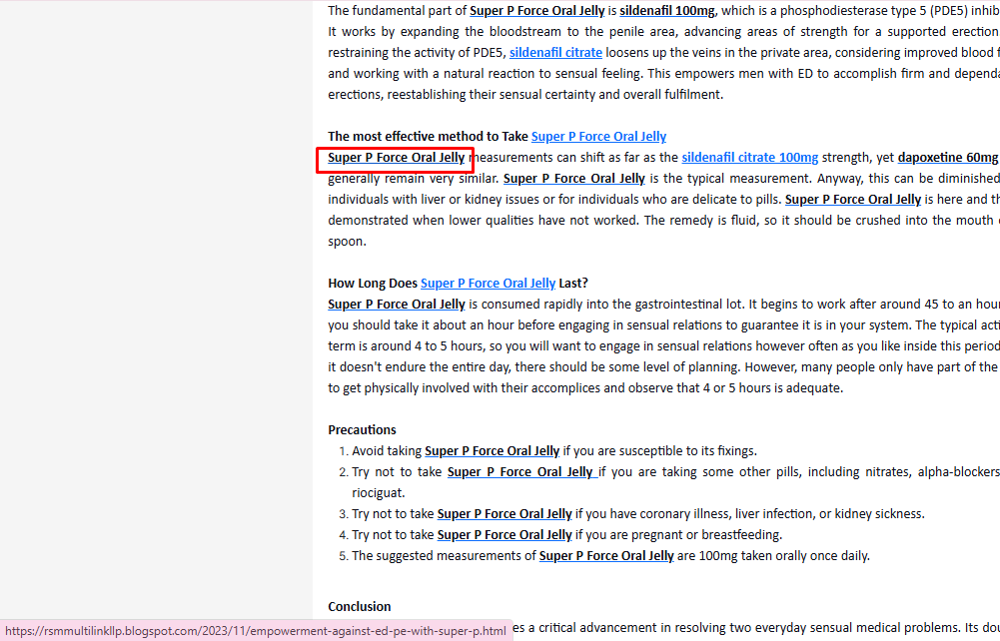 The fundamental part of Super P Force Oral Jelly is sildenafil 100mg, which is a phosphodiesterase type 5 (PDE5) inhib
It works by expanding the bloodstream to the penile area, advancing areas of strength for a supported erection
restraining the activity of PDE5, sildenafil citrate loosens up the veins in the private area, considering improved blood f
and working with a natural reaction to sensual feeling. This empowers men with ED to accomplish firm and depend
erections, reestablishing their sensual certainty and overall fulfilment.
The most effective method to Take Super P Force Oral Jelly
Super P Force Oral Jelly measurements can shift as far as the sildenafil citrate 100mg strength, yet dapoxetine 60mg
generally remain very similar. Super P Force Oral Jelly is the typical measurement. Anyway, this can be diminished
individuals with liver or kidney issues or for individuals who are delicate to pills. Super P Force Oral Jelly is here and th
demonstrated when lower qualities have not worked. The remedy is fluid, so it should be crushed into the mouth
spoon.
How Long Does Super P Force Oral Jelly Last?
Super P Force Oral Jelly is consumed rapidly into the gastrointestinal lot. It begins to work after around 45 to an hour
you should take it about an hour before engaging in sensual relations to guarantee it is in your system. The typical acti
term is around 4 to 5 hours, so you will want to engage in sensual relations however often as you like inside this period
it doesn't endure the entire day, there should be some level of planning. However, many people only have part of the
to get physically involved with their accomplices and observe that 4 or 5 hours is adequate.
Precautions
1. Avoid taking Super P Force Oral Jelly if you are susceptible to its fixings.
2. Try not to take Super P Force Oral Jelly if you are taking some other pills, including nitrates, alpha-blockers
riociguat.
3. Try not to take Super P Force Oral Jelly if you have coronary illness, liver infection, or kidney sickness.
4. Try not to take Super P Force Oral Jelly if you are pregnant or breastfeeding.
5. The suggested measurements of Super P Force Oral Jelly are 100mg taken orally once daily.
Conclusion
es a critical advancement in resolving two everyday sensual medical problems. Its dou
https://rsmmultilinkllp.blogspot.com/2023/11/empowerment-against-ed-pe-with-super-p.html